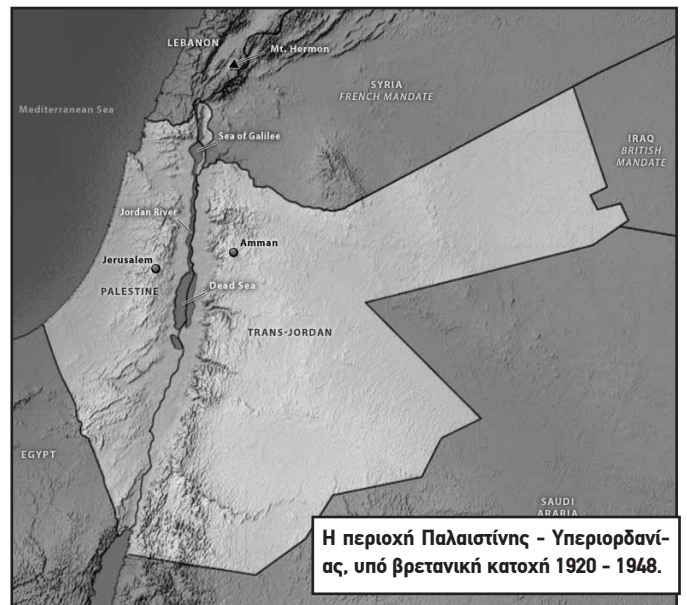 LEBANON
Mt. Hermon
SYRIA
FRENCH MANDATE
Mediterranean Sea
Sea of Galilee
IRAQ
BRITISH
MANDATE
Jordan River
Amman
Jerusalem
PALESTINE
Dead Sea
TRANS-JORDAN
EGYPT
SAUDI
ARABIA
Η περιοχή Παλαιστίνης - Υπεριορδανί-
ας, υπό βρετανική κατοχή 1920 - 1948.